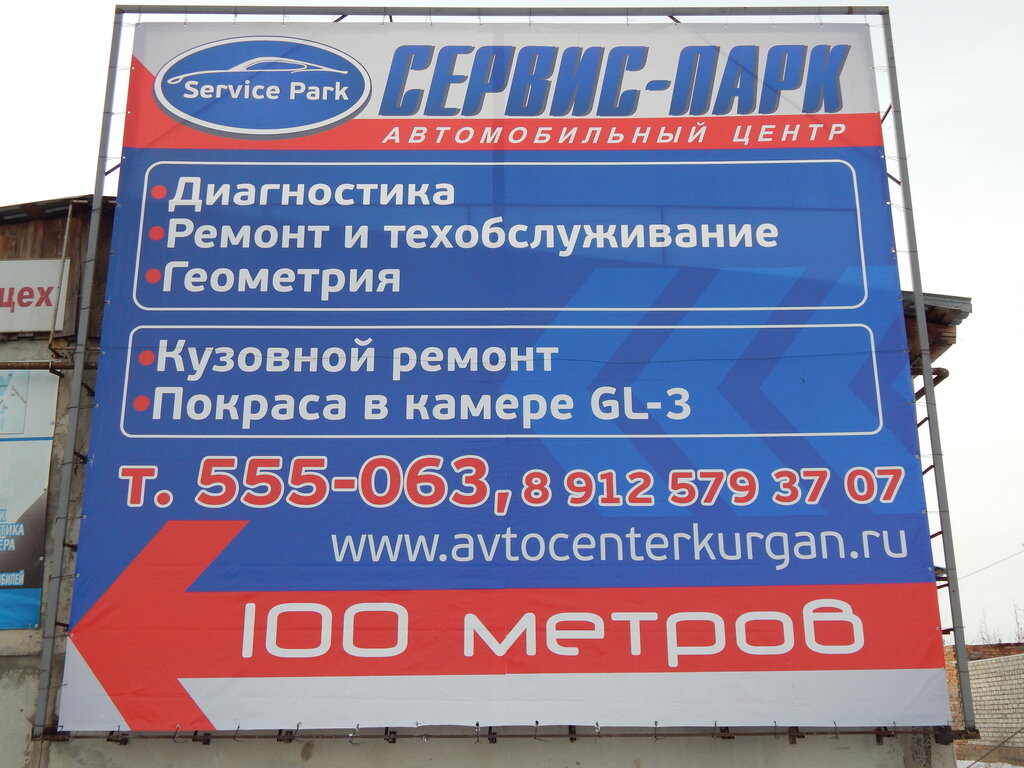 Service Park
СЕРВИС-ПАРК
АВТОМОБИЛЬНЫЙ ЦЕНТР
•Диагностика
•Ремонт и техобслуживание
•Геометрия
•Кузовной ремонт
•Покраса в камере GL-3
т. 555-063, 8 912 579 37 07
www.avtocenterkurgan.ru
100 метров
цех